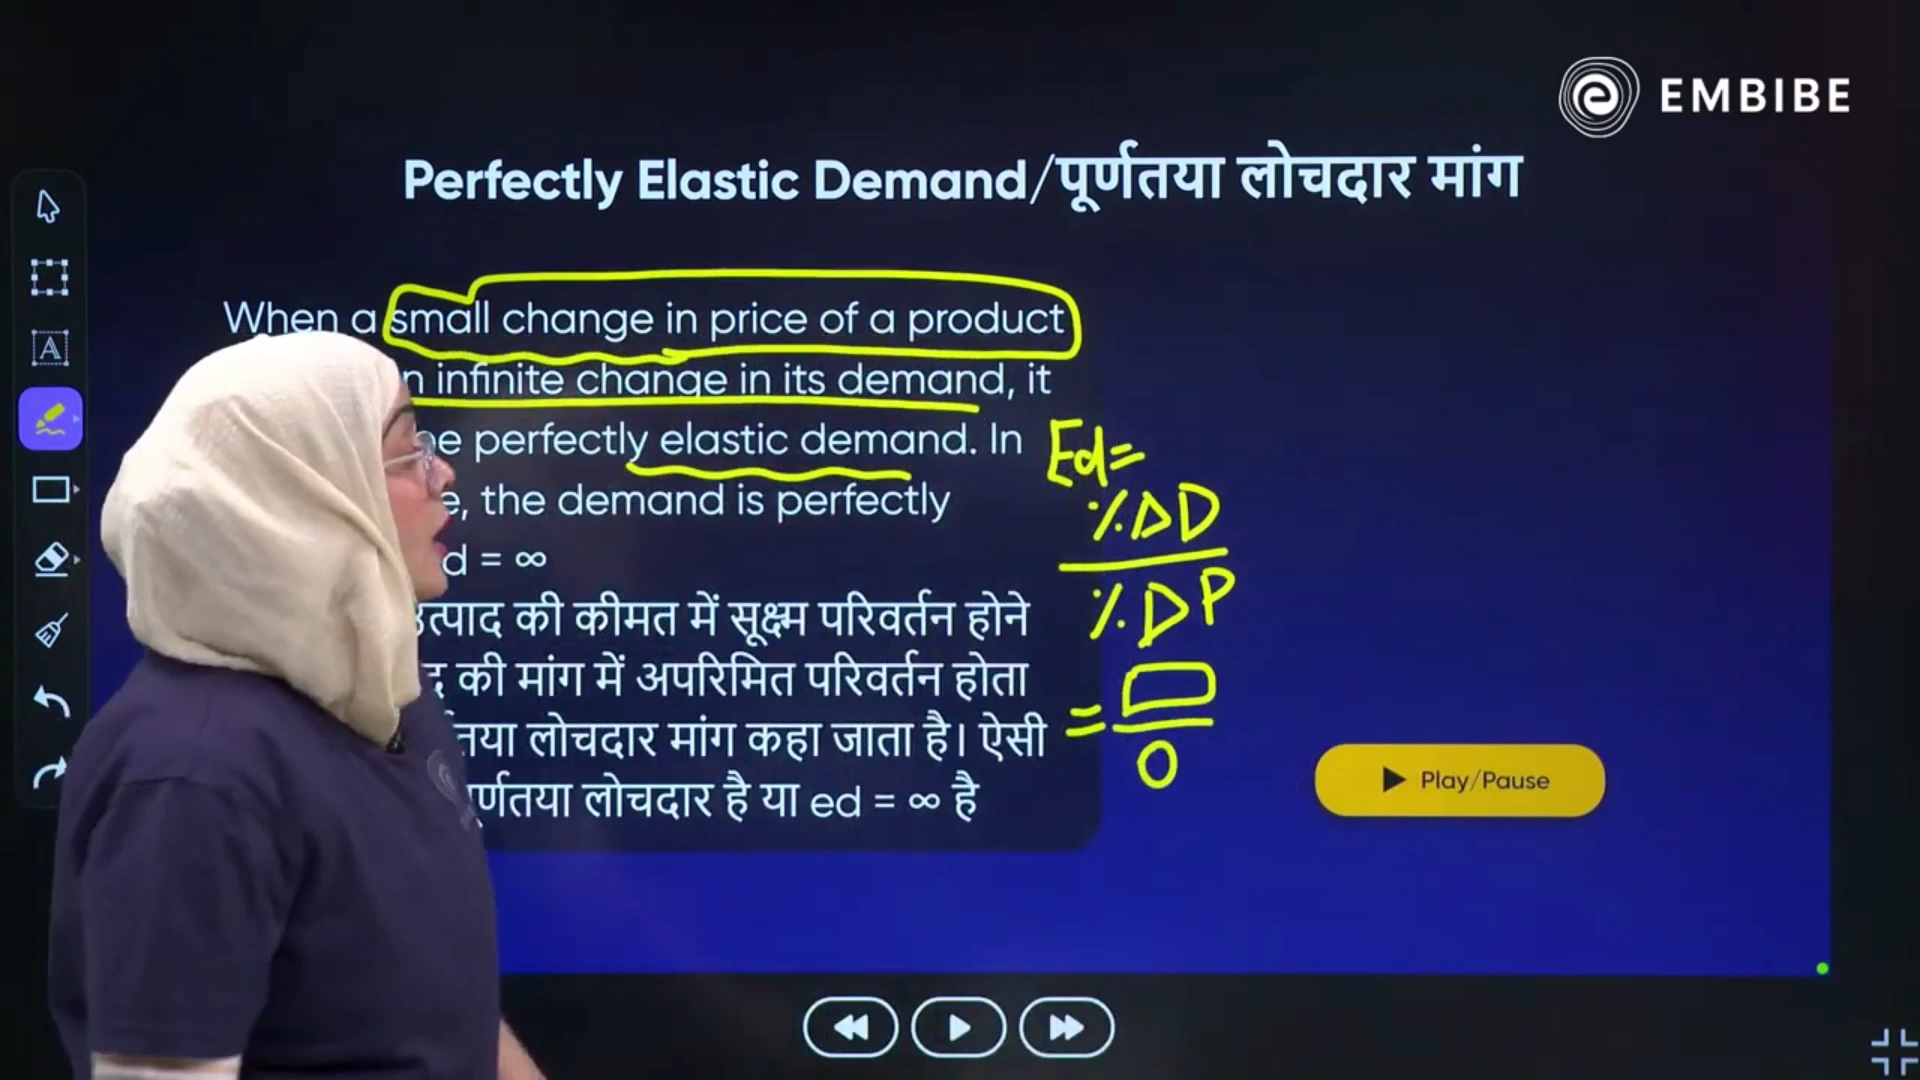 EMBIBE
Perfectly Elastic Demand/पूर्णतया लोचदार मांग
When a small change in price of a product
infinite change in its demand, it
perfectly elastic demand. In
the demand is perfectly
= ∞
की कीमत में सूक्ष्म परिवर्तन होने
की मांग में अपरिमित परिवर्तन होता
लोचदार मांग कहा जाता है। ऐसी
लोचदार है या ed = ∞ है
Ed=
%ΔD
%ΔP
= ▭
0
Play/Pause